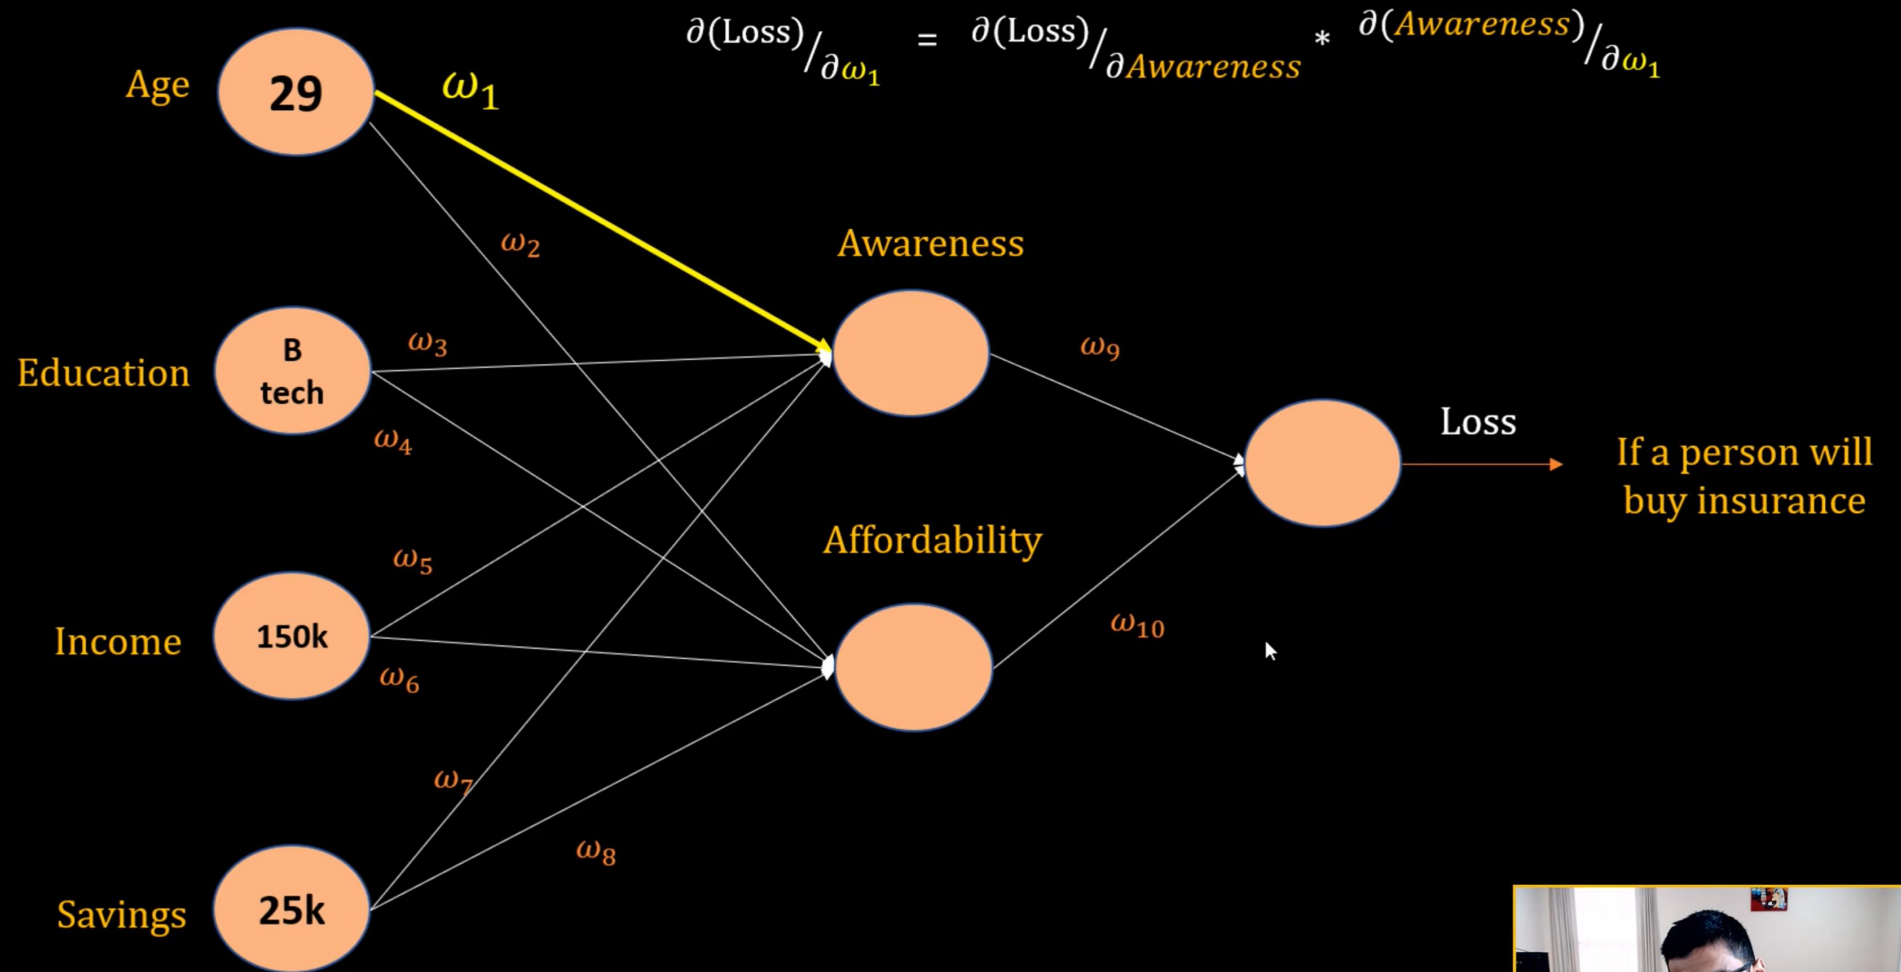 ∂(Loss)/∂ω₁ = ∂(Loss)/∂Awareness * ∂(Awareness)/∂ω₁
Age
29
ω₁
ω₂
Awareness
Education
B
tech
ω₃
ω₄
ω₉
Loss
If a person will
buy insurance
Affordability
ω₅
Income
150k
ω₆
ω₁₀
ω₇
ω₈
Savings
25k